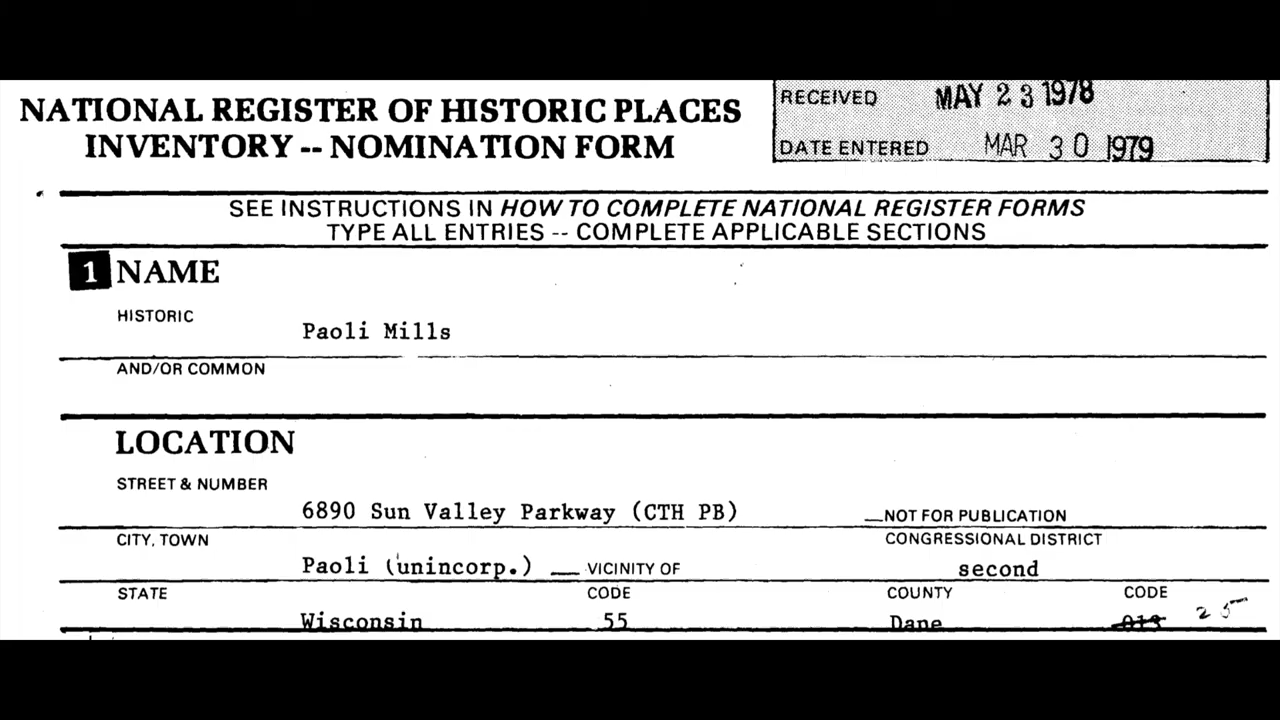 NATIONAL REGISTER OF HISTORIC PLACES
INVENTORY -- NOMINATION FORM
RECEIVED MAY 23 1978
DATE ENTERED MAR 30 1979
SEE INSTRUCTIONS IN HOW TO COMPLETE NATIONAL REGISTER FORMS
TYPE ALL ENTRIES -- COMPLETE APPLICABLE SECTIONS
1 NAME
HISTORIC
Paoli Mills
AND/OR COMMON
LOCATION
STREET & NUMBER
6890 Sun Valley Parkway (CTH PB)
__NOT FOR PUBLICATION
CITY, TOWN
CONGRESSIONAL DISTRICT
Paoli (unincorp.) __ VICINITY OF second
STATE CODE COUNTY CODE
Wisconsin 55 Dane 25